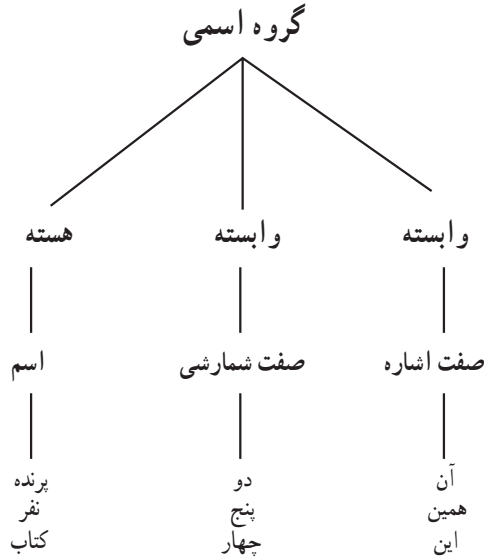 گروه اسمی
وابسته وابسته هسته
صفت اشاره صفت شمارشی اسم
آن دو پرنده
همین پنج نفر
این چهار کتاب